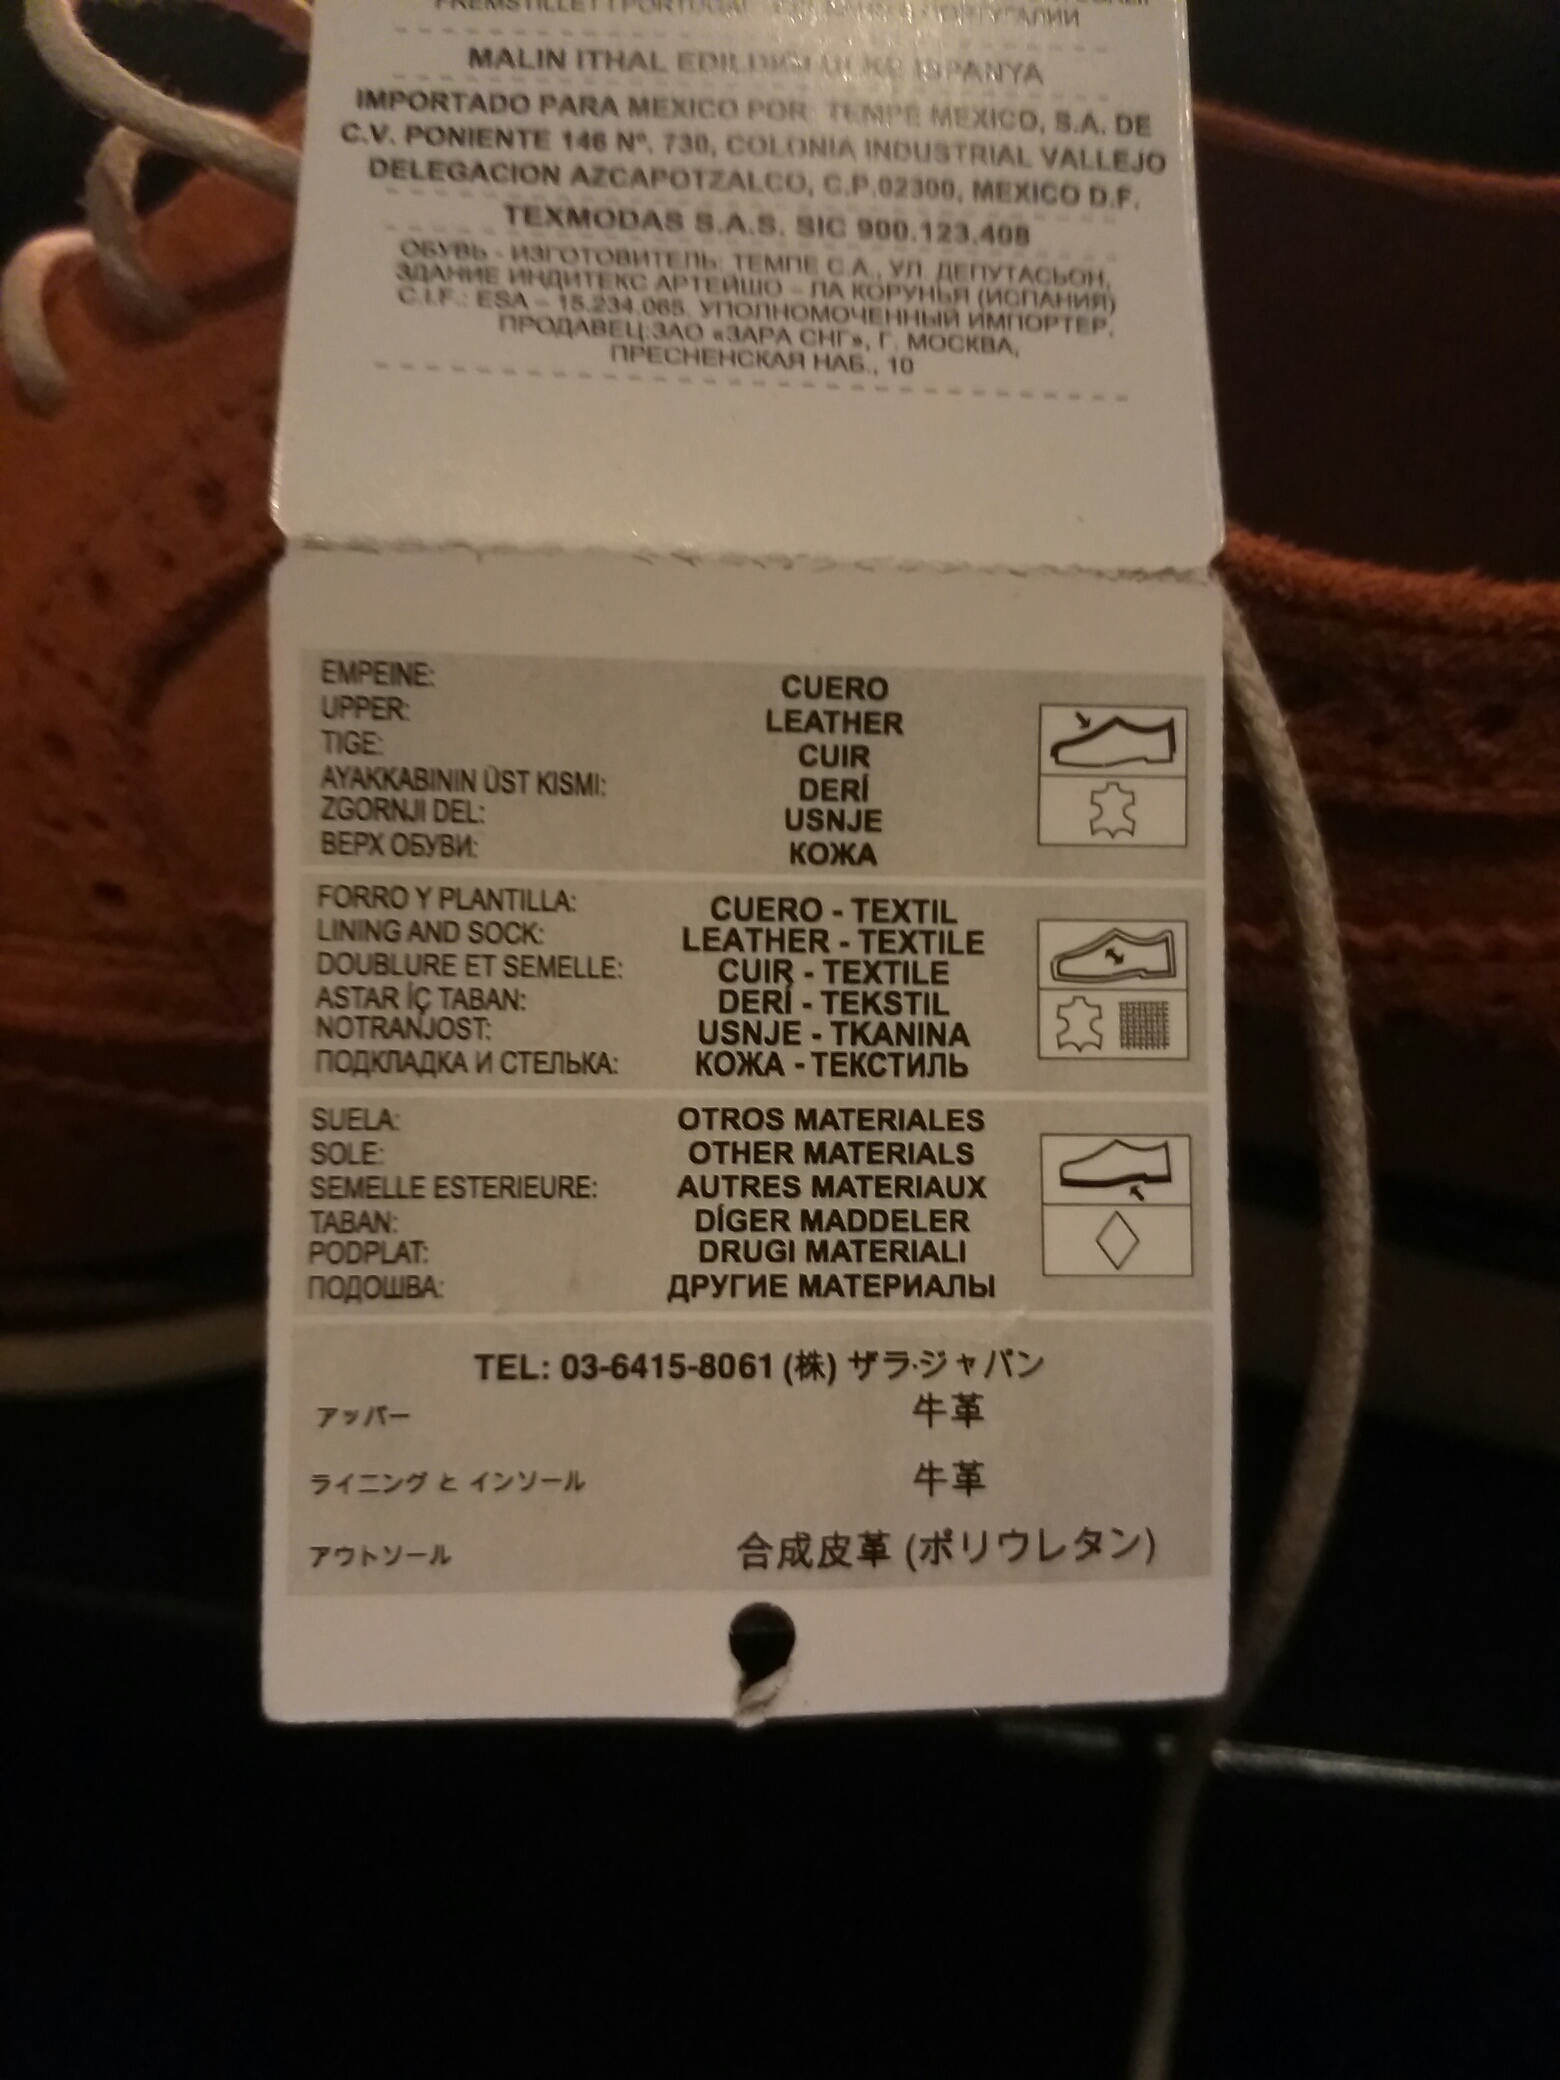 FREMSTILLET I PORTUGAL
MALIN ITHAL EDILDIGI ULKE ISPANYA
IMPORTADO PARA MEXICO POR: TEMPE MEXICO, S.A. DE
C.V. PONIENTE 146 Nº. 730, COLONIA INDUSTRIAL VALLEJO
DELEGACION AZCAPOTZALCO, C.P.02300, MEXICO D.F.
TEXMODAS S.A.S. SIC 900.123.408
ОБУВЬ - ИЗГОТОВИТЕЛЬ: ТЕМПЕ С.А., УЛ. ДЕПУТАСЬОН,
ЗДАНИЕ ИНДИТЕКС АРТЕЙШО – ЛА КОРУНЬЯ (ИСПАНИЯ)
C.I.F.: ESA – 15.234.065. УПОЛНОМОЧЕННЫЙ ИМПОРТЕР,
ПРОДАВЕЦ:ЗАО «ЗАРА СНГ», Г. МОСКВА,
ПРЕСНЕНСКАЯ НАБ., 10
EMPEINE: CUERO
UPPER: LEATHER
TIGE: CUIR
AYAKKABININ ÜST KISMI: DERÍ
ZGORNJI DEL: USNJE
ВЕРХ ОБУВИ: КОЖА
FORRO Y PLANTILLA: CUERO - TEXTIL
LINING AND SOCK: LEATHER - TEXTILE
DOUBLURE ET SEMELLE: CUIR - TEXTILE
ASTAR İÇ TABAN: DERÍ - TEKSTIL
NOTRANJOST: USNJE - TKANINA
ПОДКЛАДКА И СТЕЛЬКА: КОЖА - ТЕКСТИЛЬ
SUELA: OTROS MATERIALES
SOLE: OTHER MATERIALS
SEMELLE ESTERIEURE: AUTRES MATERIAUX
TABAN: DÍGER MADDELER
PODPLAT: DRUGI MATERIALI
ПОДОШВА: ДРУГИЕ МАТЕРИАЛЫ
TEL: 03-6415-8061 (株) ザラ·ジャパン
アッパー 牛革
ライニング と インソール 牛革
アウトソール 合成皮革 (ポリウレタン)